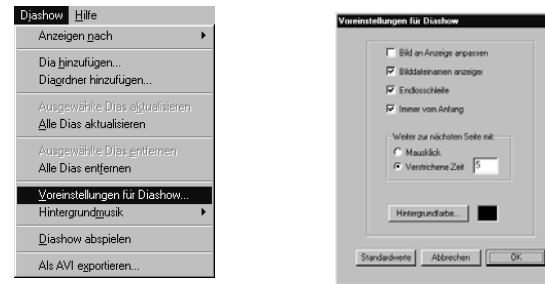 Diashow Hilfe
Anzeigen nach
Dia hinzufügen...
Diaordner hinzufügen...
Ausgewählte Dias aktualisieren
Alle Dias aktualisieren
Ausgewählte Dias entfernen
Alle Dias entfernen
Voreinstellungen für Diashow...
Hintergrundmusik
Diashow abspielen
Als AVI exportieren...
Voreinstellungen für Diashow
Bild an Anzeige anpassen
Bilddateinamen anzeigen
Endlosschleife
Immer vom Anfang
Weiter zur nächsten Seite mit:
Mausklick
Verstrichene Zeit 5
Hintergrundfarbe...
Standardwerte Abbrechen OK